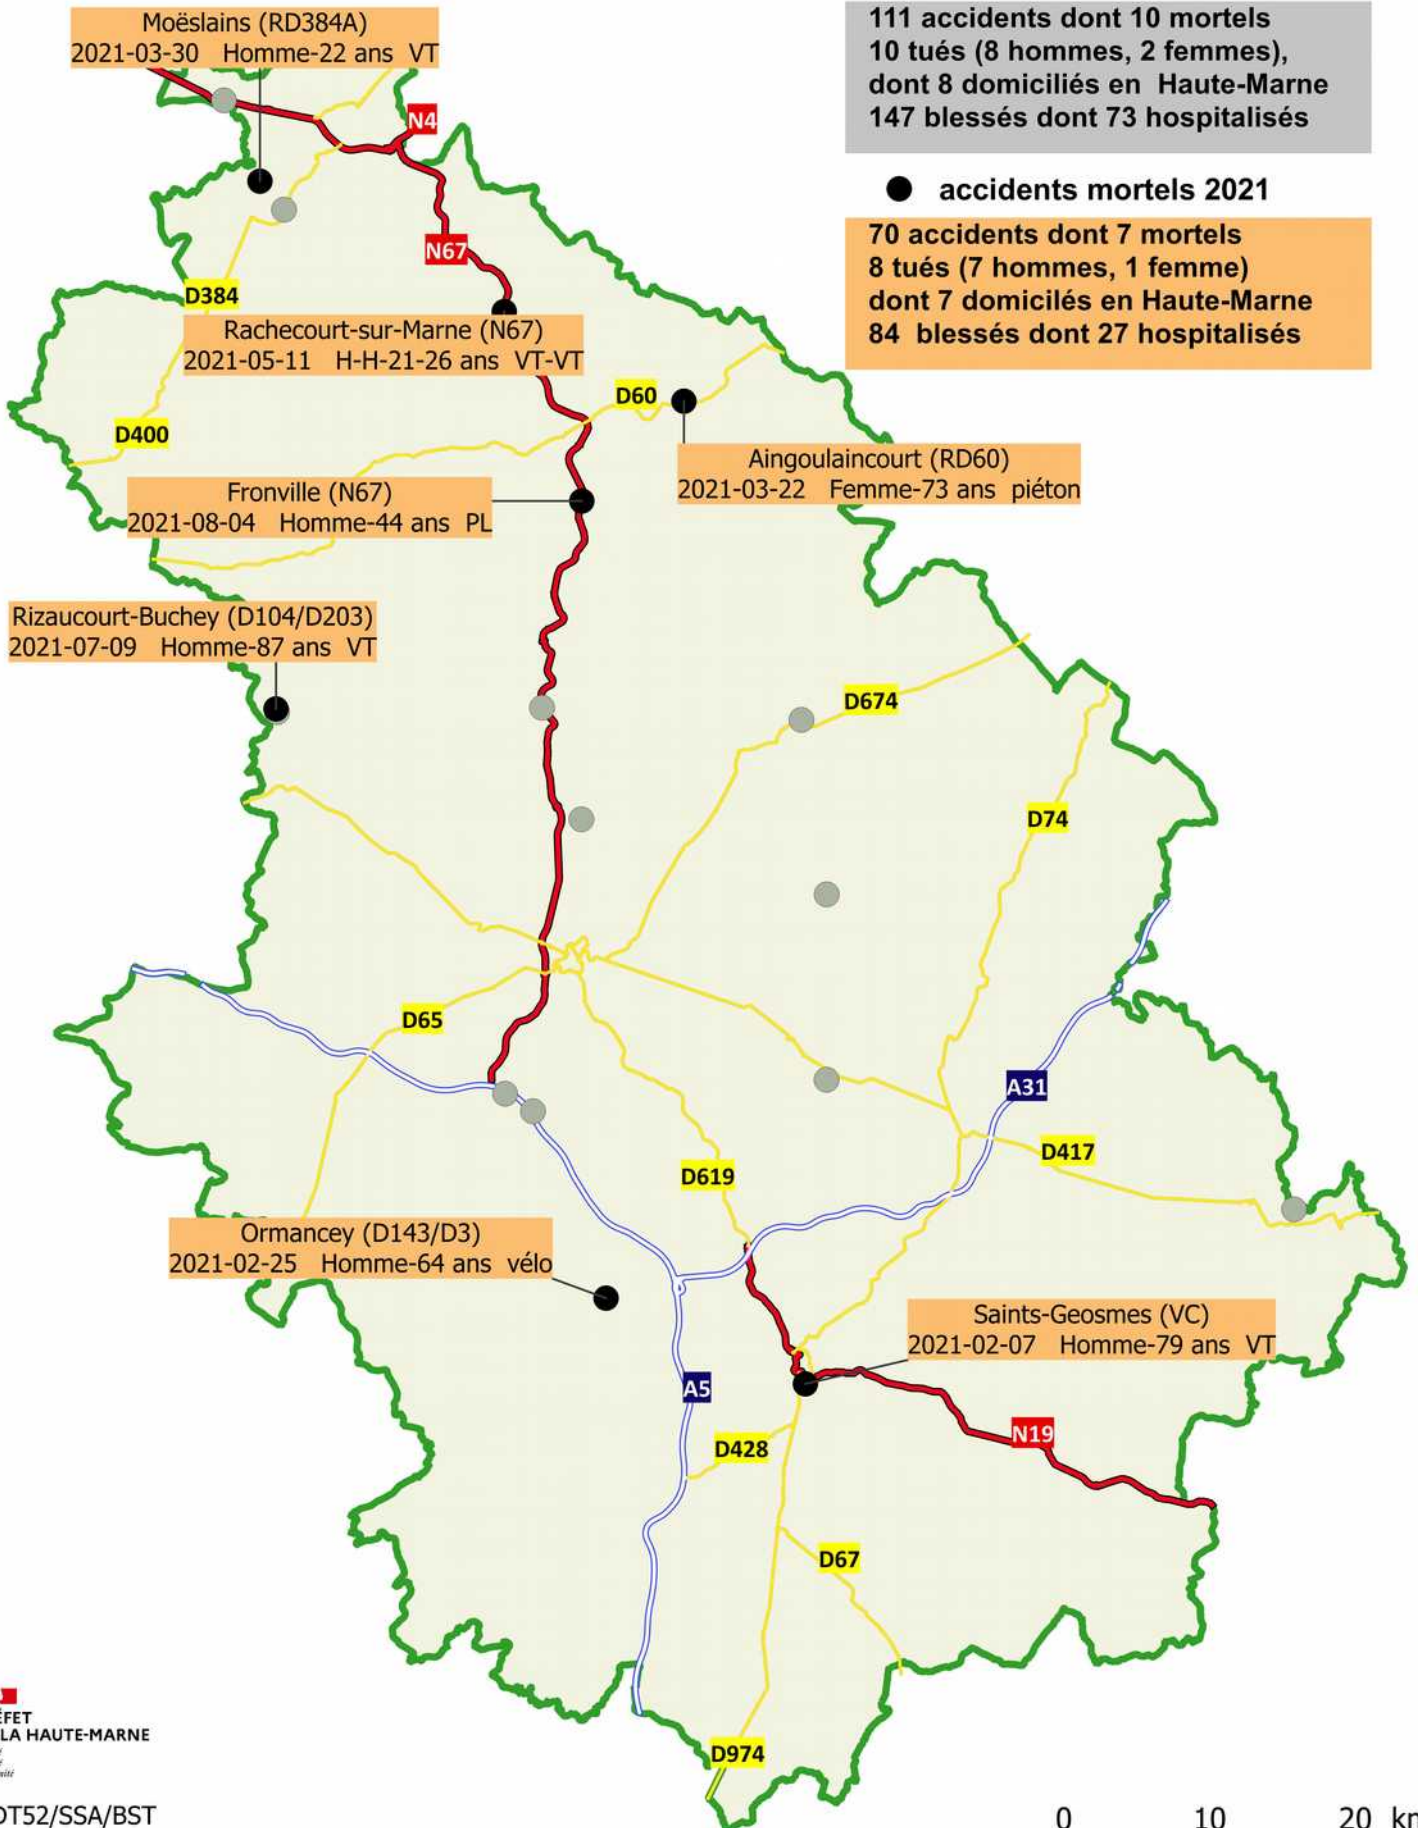 Moëslains (RD384A)
2021-03-30 Homme-22 ans VT
111 accidents dont 10 mortels
10 tués (8 hommes, 2 femmes),
dont 8 domiciliés en Haute-Marne
147 blessés dont 73 hospitalisés
accidents mortels 2021
70 accidents dont 7 mortels
8 tués (7 hommes, 1 femme)
dont 7 domicilés en Haute-Marne
84 blessés dont 27 hospitalisés
N4
N67
D384
Rachecourt-sur-Marne (N67)
2021-05-11 H-H-21-26 ans VT-VT
D60
D400
Aingoulaincourt (RD60)
2021-03-22 Femme-73 ans piéton
Fronville (N67)
2021-08-04 Homme-44 ans PL
Rizaucourt-Buchey (D104/D203)
2021-07-09 Homme-87 ans VT
D674
D74
D65
A31
D417
D619
Ormancey (D143/D3)
2021-02-25 Homme-64 ans vélo
Saints-Geosmes (VC)
2021-02-07 Homme-79 ans VT
A5
N19
D428
D67
D974
LA HAUTE-MARNE
DT52/SSA/BST
0 10 20 km